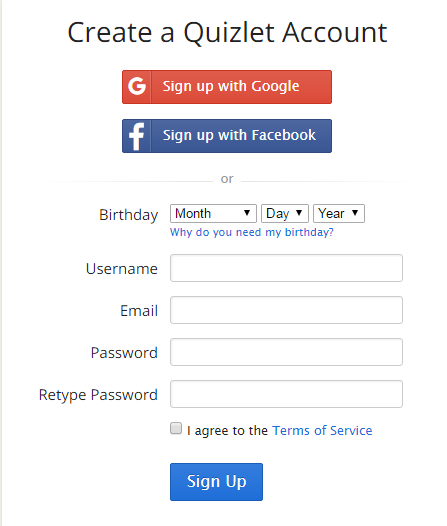 Create a Quizlet Account
G Sign up with Google
f Sign up with Facebook
or
Birthday Month Day Year
Why do you need my birthday?
Username
Email
Password
Retype Password
I agree to the Terms of Service
Sign Up